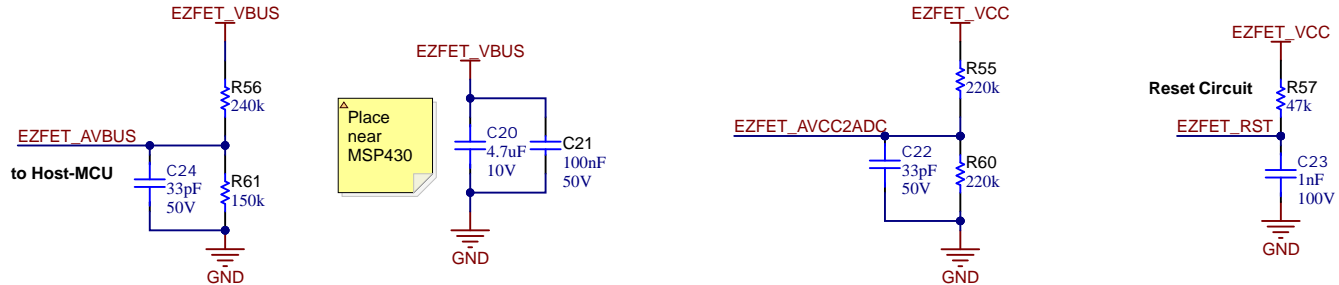 EZFET_VBUS
R56
240k
EZFET_AVBUS
to Host-MCU
C24
33pF
50V
R61
150k
GND
EZFET_VBUS
Place
near
MSP430
C20
4.7uF
10V
C21
100nF
50V
GND
EZFET_VCC
R55
220k
EZFET_AVCC2ADC
C22
33pF
50V
R60
220k
GND
EZFET_VCC
Reset Circuit
R57
47k
EZFET_RST
C23
1nF
100V
GND